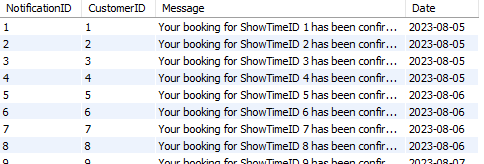 NotificationID CustomerID Message Date
1 1 Your booking for ShowTimeID 1 has been confir... 2023-08-05
2 2 Your booking for ShowTimeID 2 has been confir... 2023-08-05
3 3 Your booking for ShowTimeID 3 has been confir... 2023-08-05
4 4 Your booking for ShowTimeID 4 has been confir... 2023-08-05
5 5 Your booking for ShowTimeID 5 has been confir... 2023-08-06
6 6 Your booking for ShowTimeID 6 has been confir... 2023-08-06
7 7 Your booking for ShowTimeID 7 has been confir... 2023-08-06
8 8 Your booking for ShowTimeID 8 has been confir... 2023-08-06
9 9 Your booking for ShowTimeID 9 has been confir... 2023-08-07